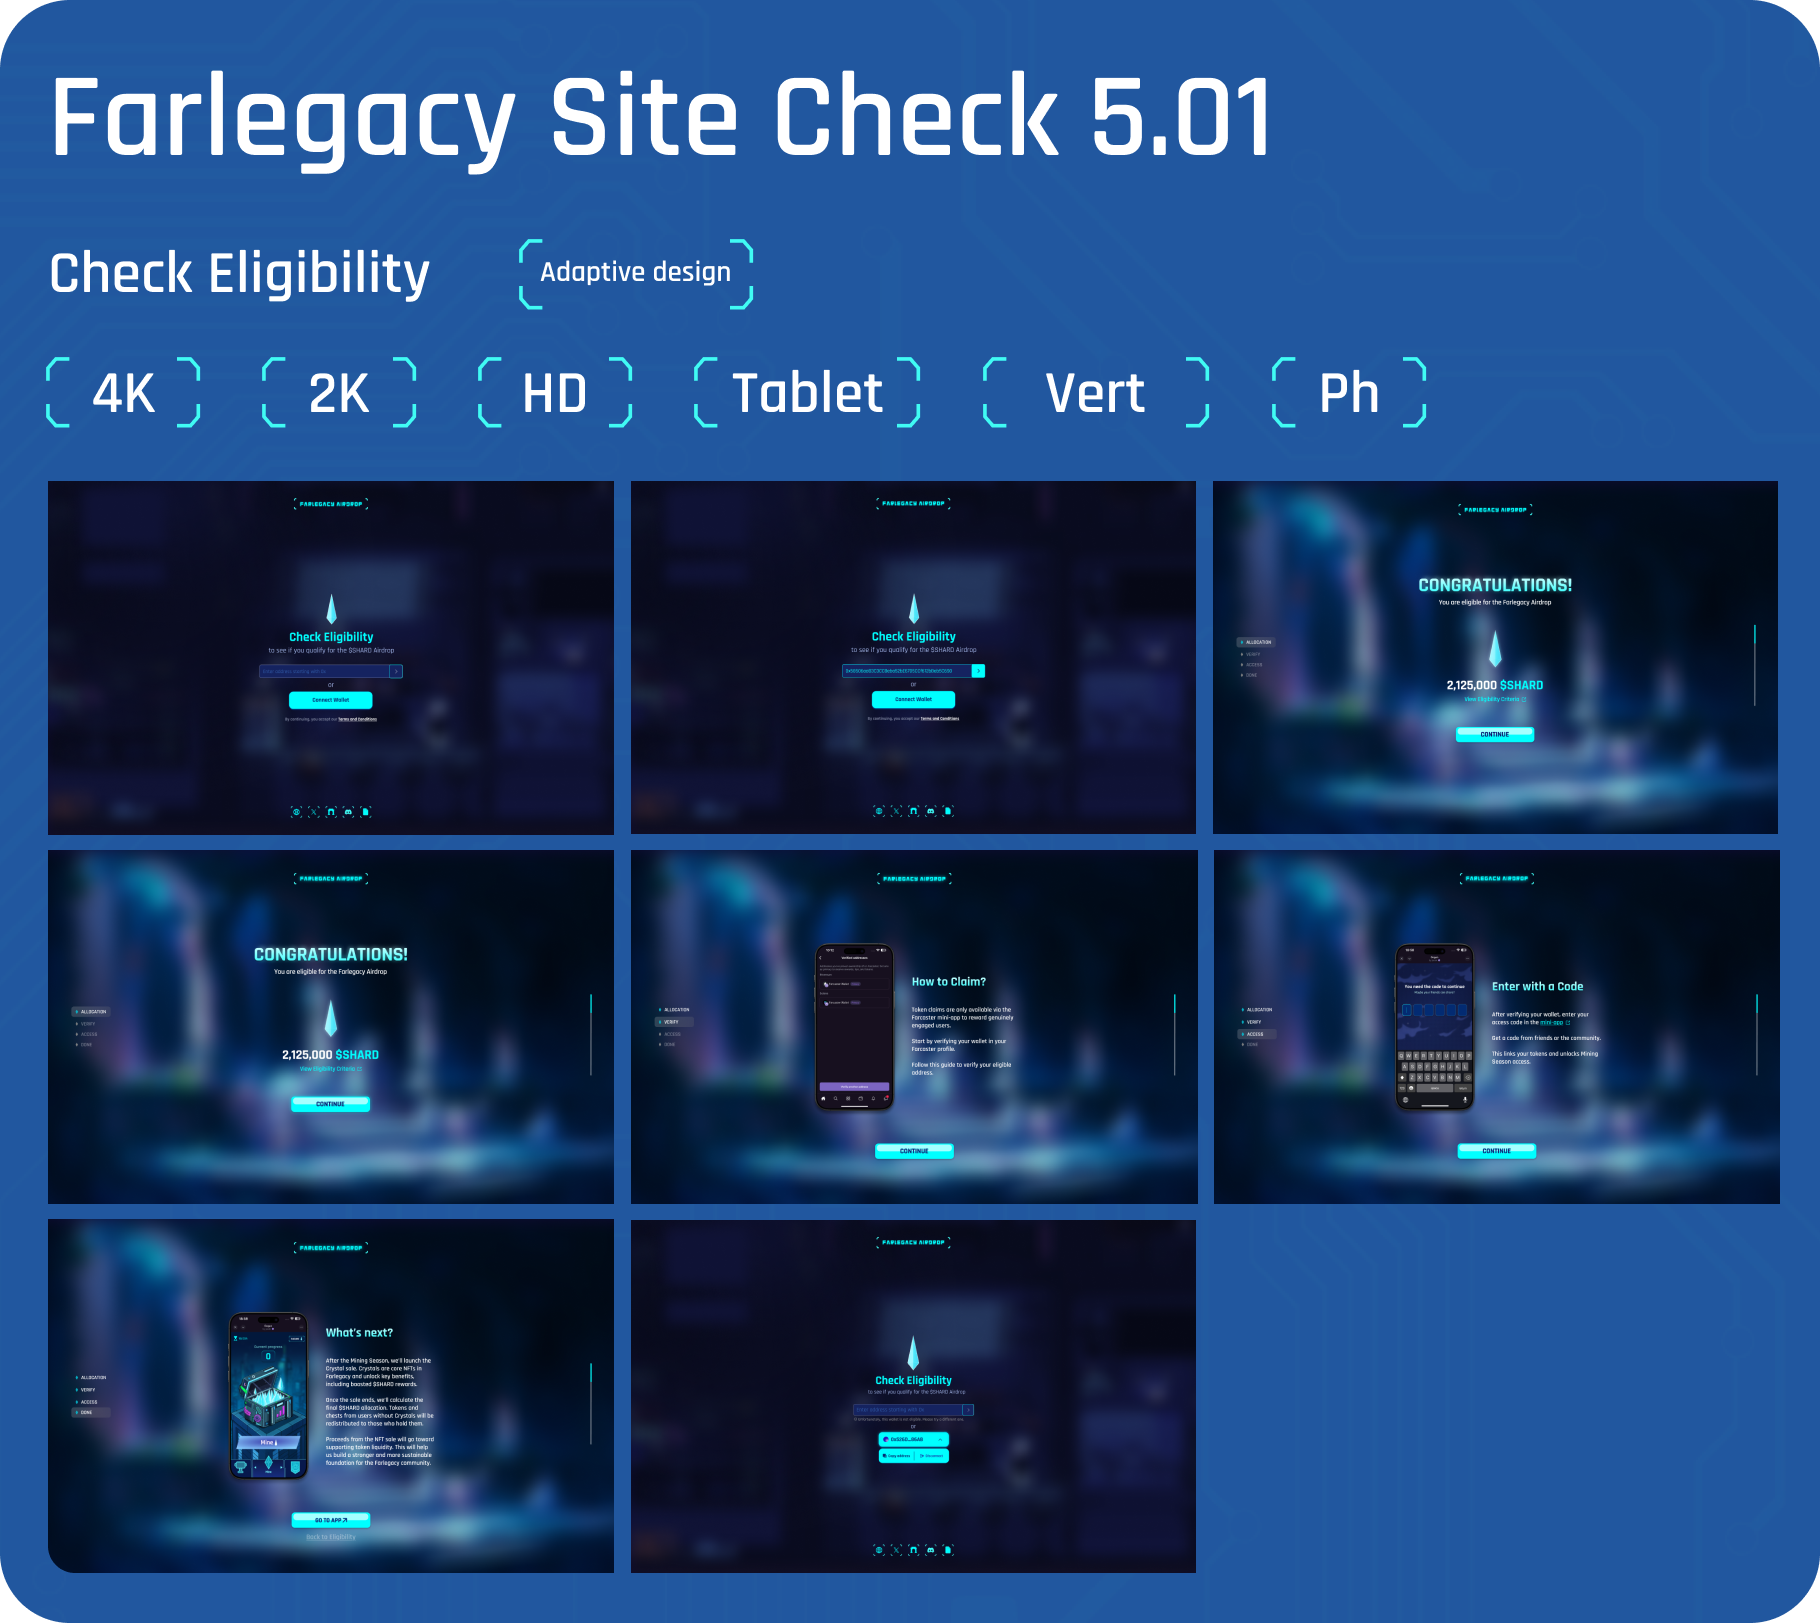 Farlegacy Site Check 5.01
Check Eligibility
Adaptive design
4K
2K
HD
Tablet
Vert
Ph
FARLEGACY AIRDROP
Check Eligibility
to see if you qualify for the $SHARD Airdrop
or
Connect Wallet
By continuing, you accept our Terms and Conditions
FARLEGACY AIRDROP
Check Eligibility
to see if you qualify for the $SHARD Airdrop
or
Connect Wallet
By continuing, you accept our Terms and Conditions
FARLEGACY AIRDROP
CONGRATULATIONS!
You are eligible for the Farlegacy Airdrop
ALLOCATION
VERIFY
ACCESS
DONE
2,125,000 $SHARD
View Eligibility Criteria
CONTINUE
FARLEGACY AIRDROP
CONGRATULATIONS!
You are eligible for the Farlegacy Airdrop
ALLOCATION
VERIFY
ACCESS
DONE
2,125,000 $SHARD
View Eligibility Criteria
CONTINUE
FARLEGACY AIRDROP
ALLOCATION
VERIFY
ACCESS
DONE
How to Claim?
Token claims are only available via the
Farcaster mini-app to reward genuinely
engaged users.
Start by verifying your wallet in your
Farcaster profile.
Follow this guide to verify your eligible
address.
CONTINUE
FARLEGACY AIRDROP
ALLOCATION
VERIFY
ACCESS
DONE
You need the code to continue
Enter with a Code
After verifying your wallet, enter your
access code in the mini-app
Get a code from friends or the community.
This links your tokens and unlocks Mining
Season access.
CONTINUE
FARLEGACY AIRDROP
ALLOCATION
VERIFY
ACCESS
DONE
0
Mine
What's next?
After the Mining Season, we'll launch the
Crystal sale. Crystals are core NFTs in
Farlegacy and unlock key benefits,
including boosted $SHARD rewards.
Once the sale ends, we'll calculate the
final $SHARD allocation. Tokens and
chests from users without Crystals will be
redistributed to those who hold them.
Proceeds from the NFT sale will go toward
supporting token liquidity. This will help
us build a stronger and more sustainable
foundation for the Farlegacy community.
GO TO APP
Back to Eligibility
FARLEGACY AIRDROP
Check Eligibility
to see if you qualify for the $SHARD Airdrop
or
Copy address
Disconnect